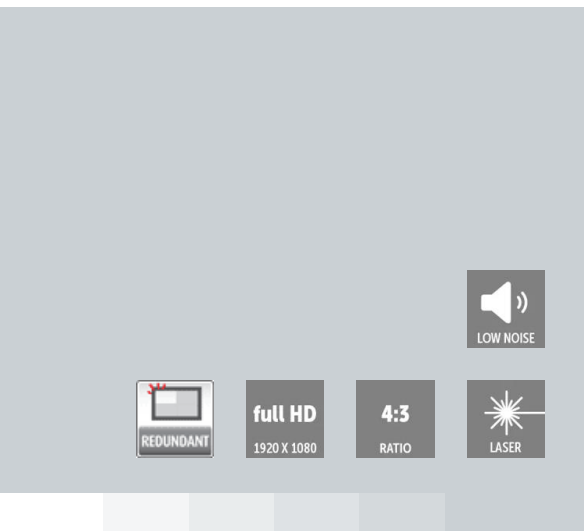 LOW NOISE
REDUNDANT
full HD
1920 X 1080
4:3
RATIO
LASER